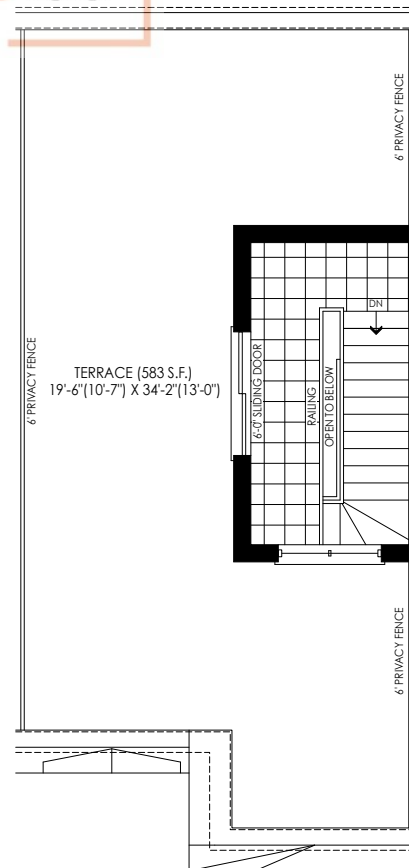 6' PRIVACY FENCE
6' PRIVACY FENCE
TERRACE (583 S.F.)
19'-6"(10'-7") X 34'-2"(13'-0")
6'-0" SLIDING DOOR
RAILING
OPEN TO BELOW
DN
6' PRIVACY FENCE